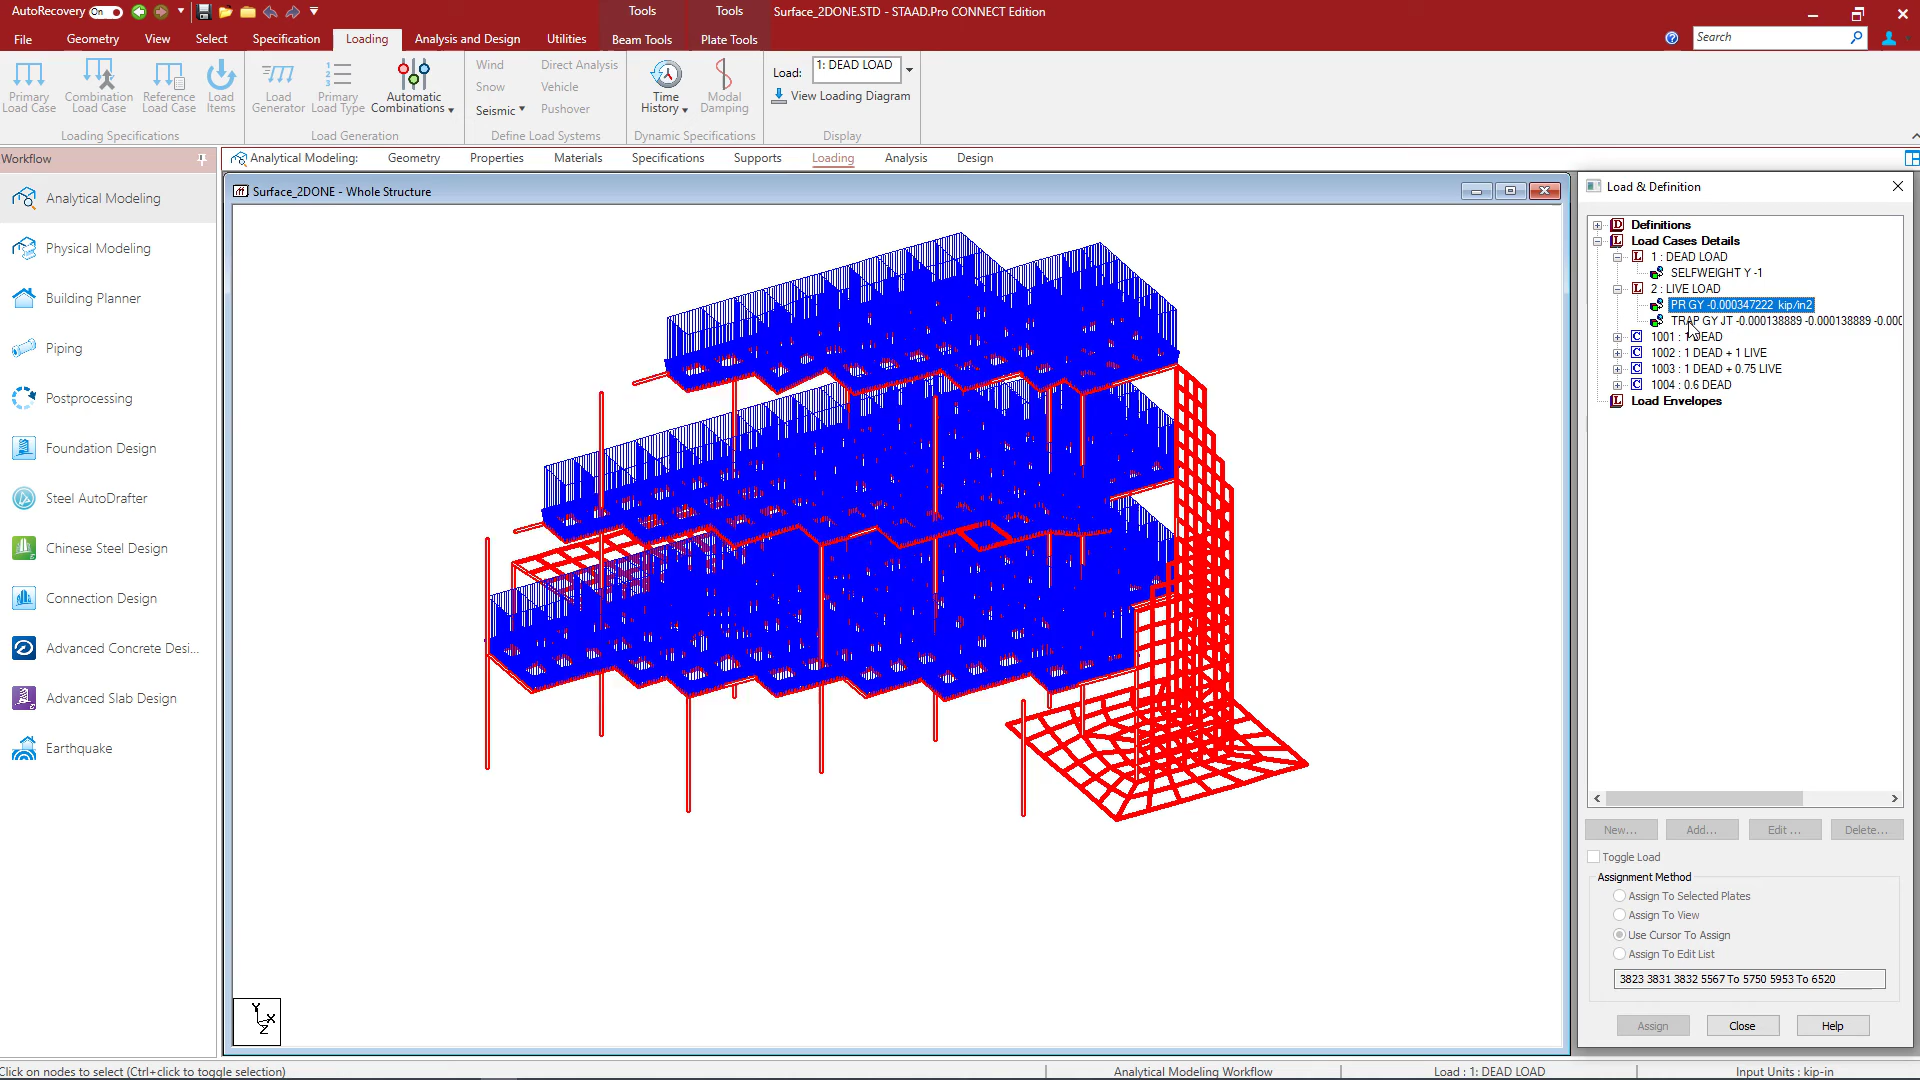 AutoRecovery On
Tools
Tools
Surface_2DONE.STD - STAAD.Pro CONNECT Edition
File
Geometry
View
Select
Specification
Loading
Analysis and Design
Utilities
Beam Tools
Plate Tools
Search
Primary Load Case
Combination Load Case
Reference Load Case
Load Items
Loading Specifications
Load Generator
Primary Load Type
Automatic Combinations
Load Generation
Wind
Snow
Seismic
Direct Analysis
Vehicle
Pushover
Define Load Systems
Time History
Modal Damping
Dynamic Specifications
Load: 1: DEAD LOAD
View Loading Diagram
Display
Workflow
Analytical Modeling
Physical Modeling
Building Planner
Piping
Postprocessing
Foundation Design
Steel AutoDrafter
Chinese Steel Design
Connection Design
Advanced Concrete Desi...
Advanced Slab Design
Earthquake
Analytical Modeling:
Geometry
Properties
Materials
Specifications
Supports
Loading
Analysis
Design
Surface_2DONE - Whole Structure
Y
X
Z
Load & Definition
D Definitions
L Load Cases Details
L 1 : DEAD LOAD
SELFWEIGHT Y -1
L 2 : LIVE LOAD
PR GY -0.000347222 kip/in2
TRAP GY JT -0.000138889 -0.000138889 -0.000
C 1001 : 1 DEAD
C 1002 : 1 DEAD + 1 LIVE
C 1003 : 1 DEAD + 0.75 LIVE
C 1004 : 0.6 DEAD
L Load Envelopes
New...
Add...
Edit ...
Delete...
Toggle Load
Assignment Method
Assign To Selected Plates
Assign To View
Use Cursor To Assign
Assign To Edit List
3823 3831 3832 5567 To 5750 5953 To 6520
Assign
Close
Help
Click on nodes to select (Ctrl+click to toggle selection)
Analytical Modeling Workflow
Load : 1: DEAD LOAD
Input Units : kip-in